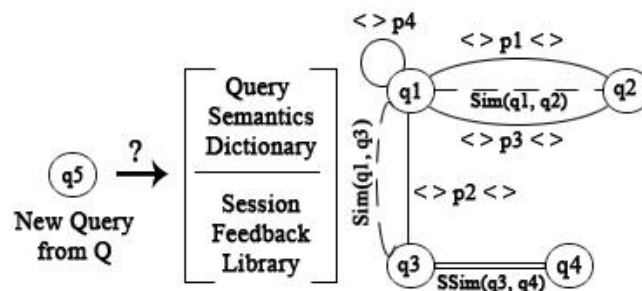 < > p4
< > p1 < >
q1
q2
Sim(q1, q2)
< > p3 < >
Sim(q1, q3)
< > p2 < >
q3
q4
SSim(q3, q4)
Query
Semantics
Dictionary
Session
Feedback
Library
?
q5
New Query
from Q